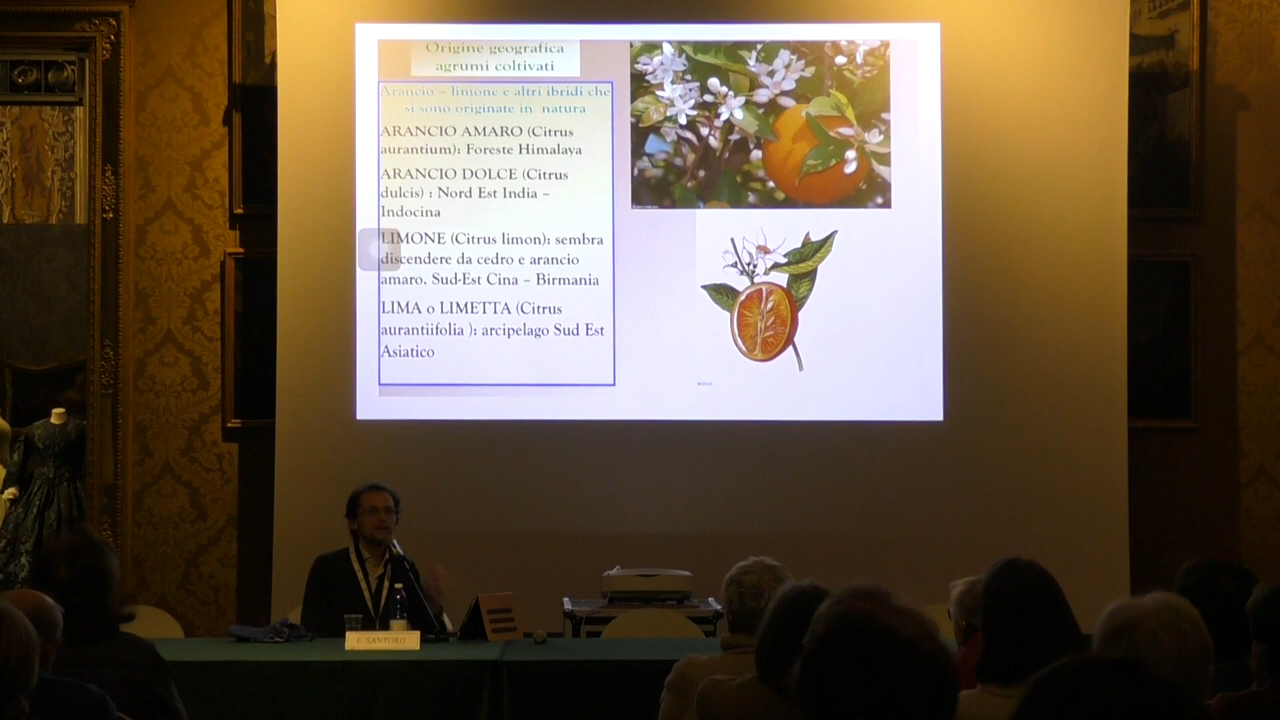 Origine geografica
agrumi coltivati
Arancio – limone e altri ibridi che
si sono originate in natura
ARANCIO AMARO (Citrus
aurantium): Foreste Himalaya
ARANCIO DOLCE (Citrus
dulcis) : Nord Est India –
Indocina
LIMONE (Citrus limon): sembra
discendere da cedro e arancio
amaro. Sud-Est Cina – Birmania
LIMA o LIMETTA (Citrus
aurantiifolia ): arcipelago Sud Est
Asiatico
SANTORO